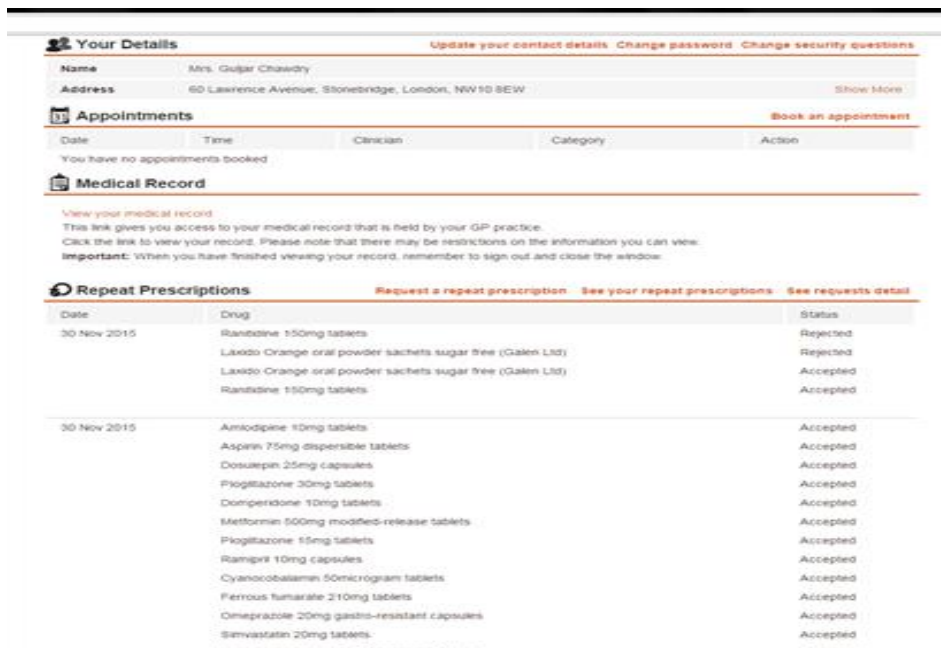 Your Details Update your contact details Change password Change security questions
Name Mrs. Guljar Chawdry
Address 60 Lawrence Avenue, Stonebridge, London, NW10 8EW Show More
Appointments Book an appointment
Date Time Clinician Category Action
You have no appointments booked
Medical Record
View your medical record
This link gives you access to your medical record that is held by your GP practice.
Click the link to view your record. Please note that there may be restrictions on the information you can view.
Important: When you have finished viewing your record, remember to sign out and close the window.
Repeat Prescriptions Request a repeat prescription See your repeat prescriptions See requests detail
Date Drug Status
30 Nov 2015 Ranitidine 150mg tablets Rejected
Laxido Orange oral powder sachets sugar free (Galen Ltd) Rejected
Laxido Orange oral powder sachets sugar free (Galen Ltd) Accepted
Ranitidine 150mg tablets Accepted
30 Nov 2015 Amlodipine 10mg tablets Accepted
Aspirin 75mg dispersible tablets Accepted
Dosulepin 25mg capsules Accepted
Pioglitazone 30mg tablets Accepted
Domperidone 10mg tablets Accepted
Metformin 500mg modified-release tablets Accepted
Pioglitazone 15mg tablets Accepted
Ramipril 10mg capsules Accepted
Cyanocobalamin 50microgram tablets Accepted
Ferrous fumarate 210mg tablets Accepted
Omeprazole 20mg gastro-resistant capsules Accepted
Simvastatin 20mg tablets Accepted